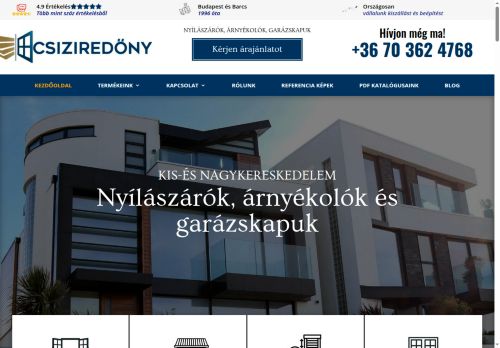 4.9 Értékelés
Több mint száz értékelésből
Budapest és Barcs
1996 óta
Országosan
vállalunk kiszállást és beépítést
CSIZIREDŐNY
NYÍLÁSZÁRÓK, ÁRNYÉKOLÓK, GARÁZSKAPUK
Kérjen árajánlatot
Hívjon még ma!
+36 70 362 4768
KEZDŐOLDAL
TERMÉKEINK
KAPCSOLAT
RÓLUNK
REFERENCIA KÉPEK
PDF KATALÓGUSAINK
BLOG
KIS-ÉS NAGYKERESKEDELEM
Nyílászárók, árnyékolók és
garázskapuk